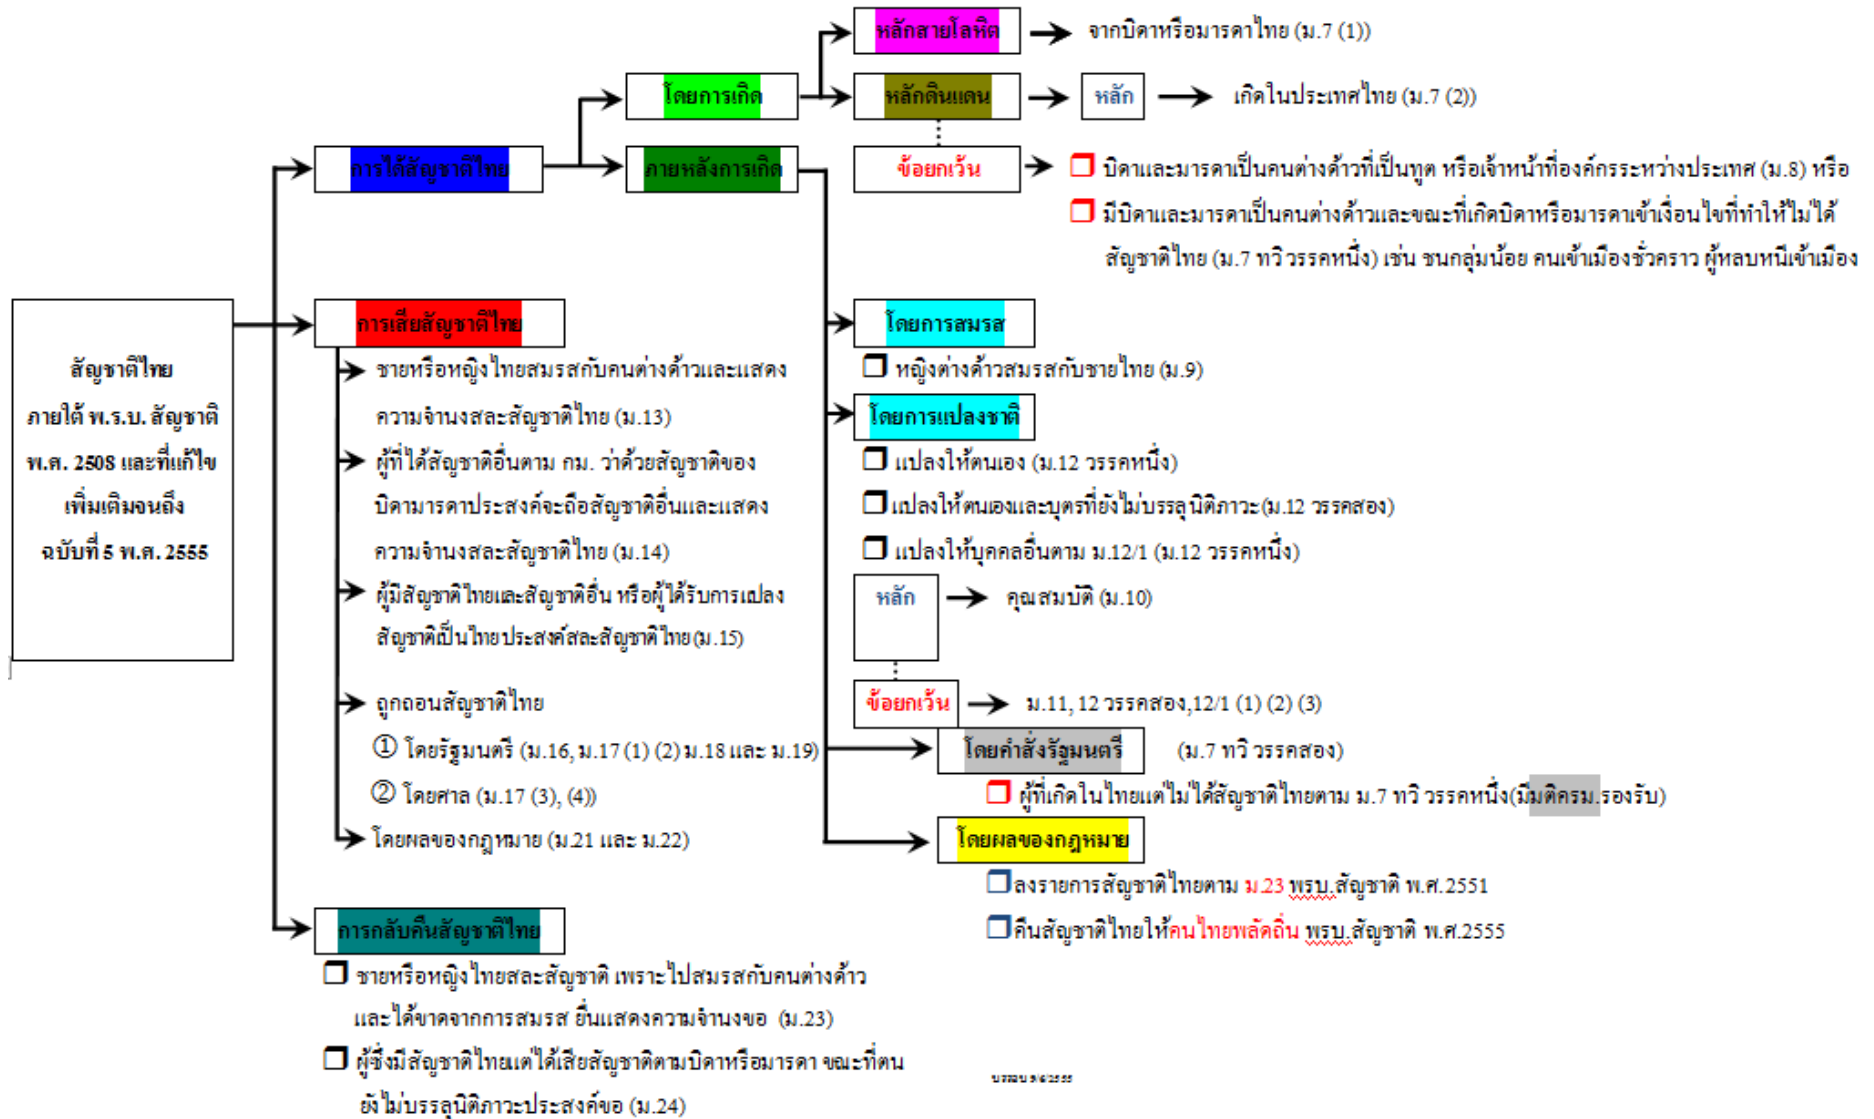 สัญชาติไทย
ภายใต้ พ.ร.บ. สัญชาติ
พ.ศ. 2508 และที่แก้ไข
เพิ่มเติมจนถึง
ฉบับที่ 5 พ.ศ. 2555
การได้สัญชาติไทย
โดยการเกิด
หลักสายโลหิต
จากบิดาหรือมารดาไทย (ม.7 (1))
หลักดินแดน
หลัก
เกิดในประเทศไทย (ม.7 (2))
ข้อยกเว้น
บิดาและมารดาเป็นคนต่างด้าวที่เป็นทูต หรือเจ้าหน้าที่องค์กรระหว่างประเทศ (ม.8) หรือ
มีบิดาและมารดาเป็นคนต่างด้าวและขณะที่เกิดบิดาหรือมารดาเข้าเงื่อนไขที่ทำให้ไม่ได้
สัญชาติไทย (ม.7 ทวิ วรรคหนึ่ง) เช่น ชนกลุ่มน้อย คนเข้าเมืองชั่วคราว ผู้หลบหนีเข้าเมือง
ภายหลังการเกิด
โดยการสมรส
หญิงต่างด้าวสมรสกับชายไทย (ม.9)
โดยการแปลงชาติ
แปลงให้ตนเอง (ม.12 วรรคหนึ่ง)
แปลงให้ตนเองและบุตรที่ยังไม่บรรลุนิติภาวะ(ม.12 วรรคสอง)
แปลงให้บุคคลอื่นตาม ม.12/1 (ม.12 วรรคหนึ่ง)
หลัก
คุณสมบัติ (ม.10)
ข้อยกเว้น
ม.11, 12 วรรคสอง,12/1 (1) (2) (3)
โดยคำสั่งรัฐมนตรี
(ม.7 ทวิ วรรคสอง)
ผู้ที่เกิดในไทยแต่ไม่ได้สัญชาติไทยตาม ม.7 ทวิ วรรคหนึ่ง(มีมติครม.รองรับ)
โดยผลของกฎหมาย
ลงรายการสัญชาติไทยตาม ม.23 พรบ.สัญชาติ พ.ศ.2551
คืนสัญชาติไทยให้คนไทยพลัดถิ่น พรบ.สัญชาติ พ.ศ.2555
การเสียสัญชาติไทย
ชายหรือหญิงไทยสมรสกับคนต่างด้าวและแสดง
ความจำนงสละสัญชาติไทย (ม.13)
ผู้ที่ได้สัญชาติอื่นตาม กม. ว่าด้วยสัญชาติของ
บิดามารดาประสงค์จะถือสัญชาติอื่นและแสดง
ความจำนงสละสัญชาติไทย (ม.14)
ผู้มีสัญชาติไทยและสัญชาติอื่น หรือผู้ได้รับการแปลง
สัญชาติเป็นไทยประสงค์สละสัญชาติไทย(ม.15)
ถูกถอนสัญชาติไทย
① โดยรัฐมนตรี (ม.16, ม.17 (1) (2) ม.18 และ ม.19)
② โดยศาล (ม.17 (3), (4))
โดยผลของกฎหมาย (ม.21 และ ม.22)
การกลับคืนสัญชาติไทย
ชายหรือหญิงไทยสละสัญชาติ เพราะไปสมรสกับคนต่างด้าว
และได้ขาดจากการสมรส ยื่นแสดงความจำนงขอ (ม.23)
ผู้ซึ่งมีสัญชาติไทยแต่ได้เสียสัญชาติตามบิดาหรือมารดา ขณะที่ตน
ยังไม่บรรลุนิติภาวะประสงค์ขอ (ม.24)